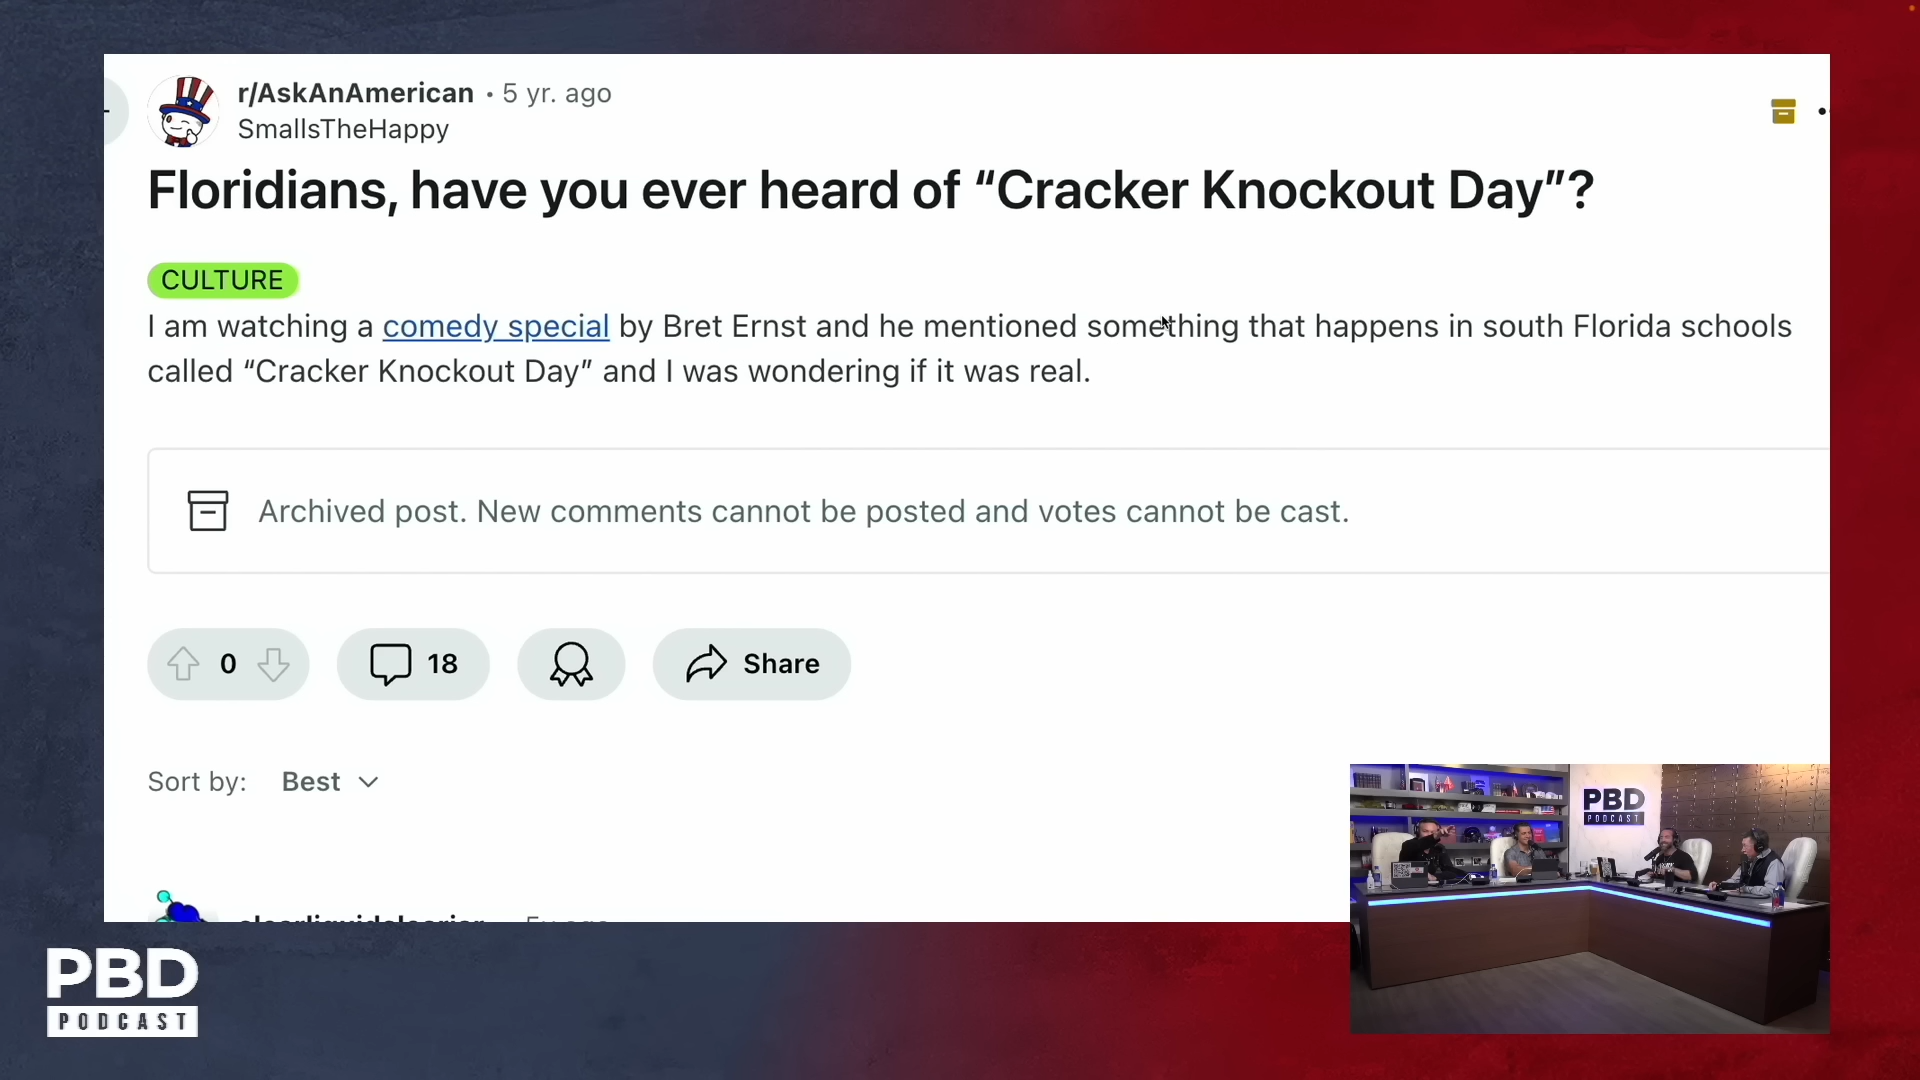 r/AskAnAmerican • 5 yr. ago
SmallsTheHappy
Floridians, have you ever heard of “Cracker Knockout Day”?
CULTURE
I am watching a comedy special by Bret Ernst and he mentioned something that happens in south Florida schools
called “Cracker Knockout Day” and I was wondering if it was real.
Archived post. New comments cannot be posted and votes cannot be cast.
0
18
Share
Sort by: Best
PBD
PODCAST
PBD
PODCAST